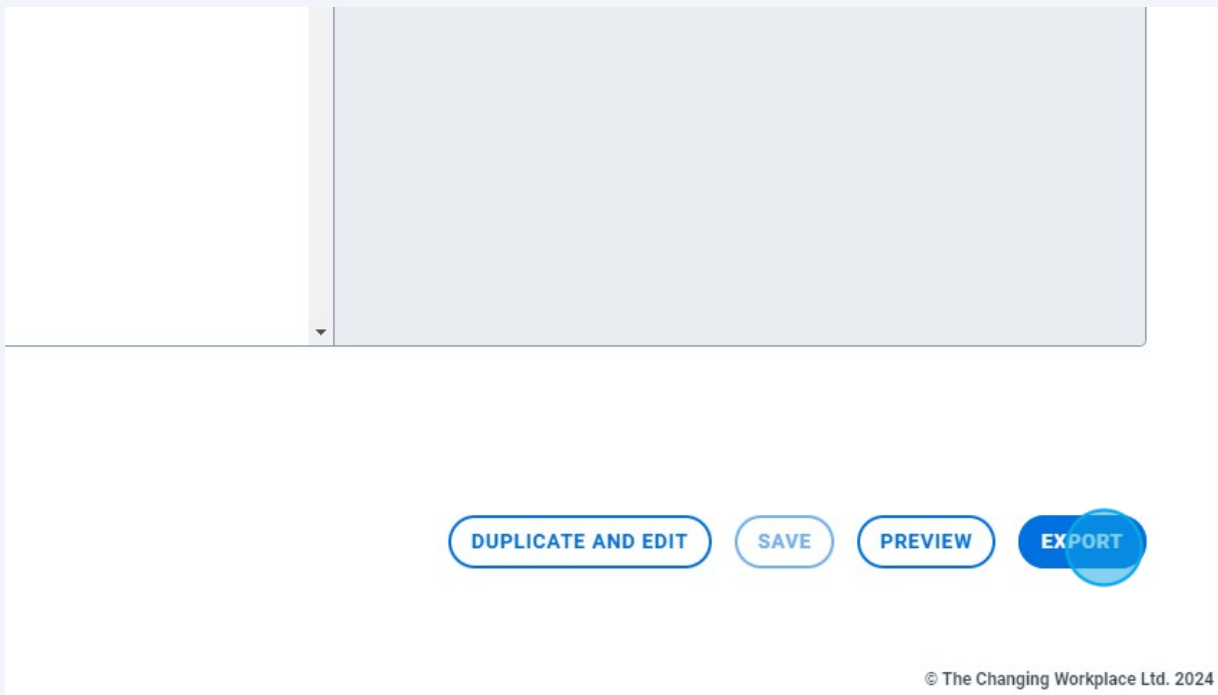 DUPLICATE AND EDIT SAVE PREVIEW EXPORT
© The Changing Workplace Ltd. 2024